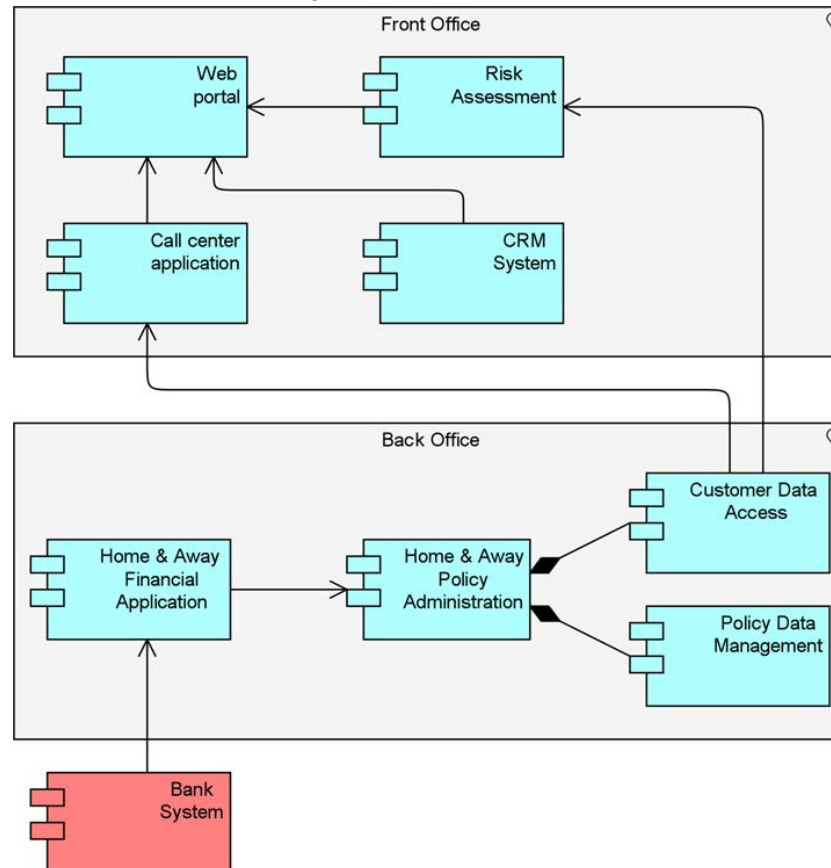 Front Office
Web
portal
Risk
Assessment
Call center
application
CRM
System
Back Office
Customer Data
Access
Home & Away
Financial
Application
Home & Away
Policy
Administration
Policy Data
Management
Bank
System